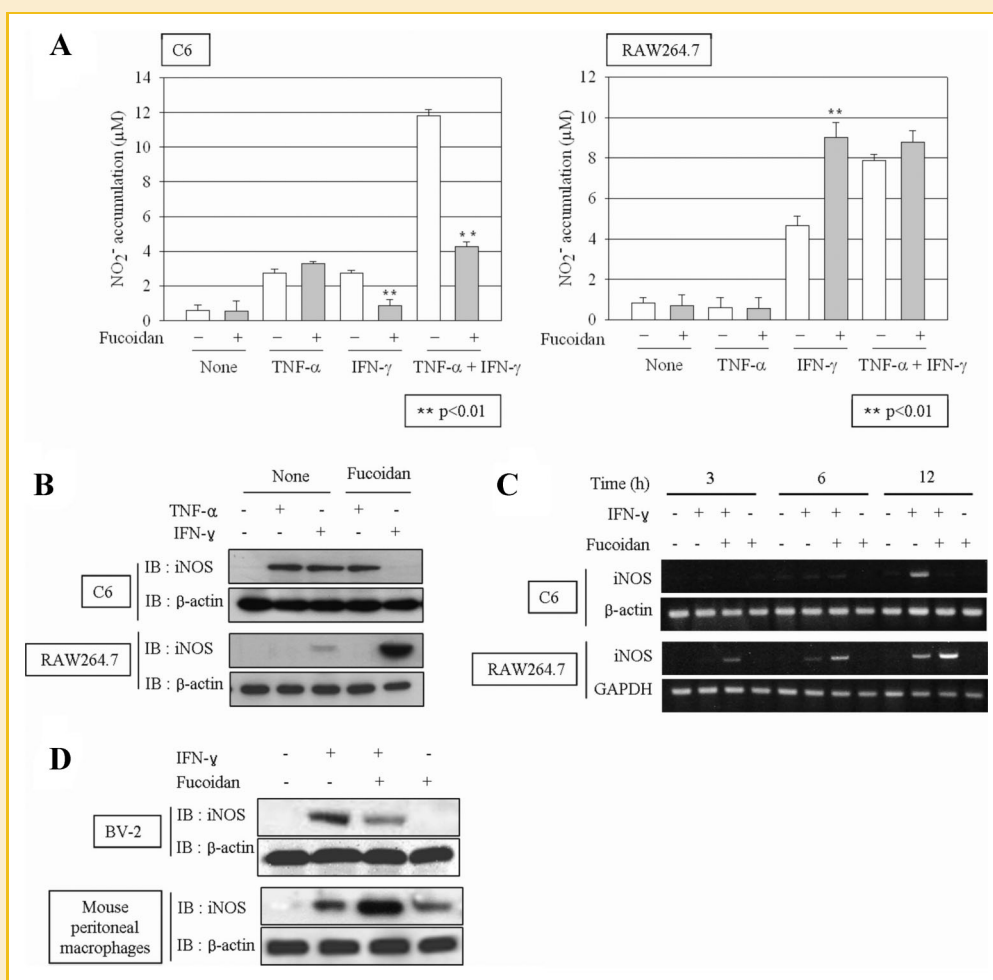 A
C6
NO2⁻ accumulation (µM)
14
12
10
8
6
4
2
0
Fucoidan − + − + − + − +
None TNF-α IFN-γ TNF-α + IFN-γ
** **
** p<0.01
RAW264.7
NO2⁻ accumulation (µM)
12
10
8
6
4
2
0
Fucoidan − + − + − + − +
None TNF-α IFN-γ TNF-α + IFN-γ
**
** p<0.01
B
None Fucoidan
TNF-α - + - + -
IFN-γ - - + - +
C6
IB : iNOS
IB : β-actin
RAW264.7
IB : iNOS
IB : β-actin
C
Time (h) 3 6 12
IFN-γ - + + - - + + - - + + -
Fucoidan - - + + - - + + - - + +
C6
iNOS
β-actin
RAW264.7
iNOS
GAPDH
D
IFN-γ - + + -
Fucoidan - - + +
BV-2
IB : iNOS
IB : β-actin
Mouse
peritoneal
macrophages
IB : iNOS
IB : β-actin